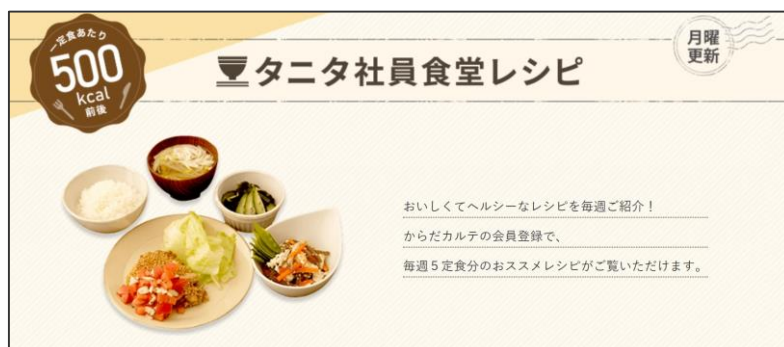 一定食あたり
500
kcal
前後
タニタ社員食堂レシピ
月曜
更新
おいしくてヘルシーなレシピを毎週ご紹介！
からだカルテの会員登録で、
毎週５定食分のおススメレシピがご覧いただけます。